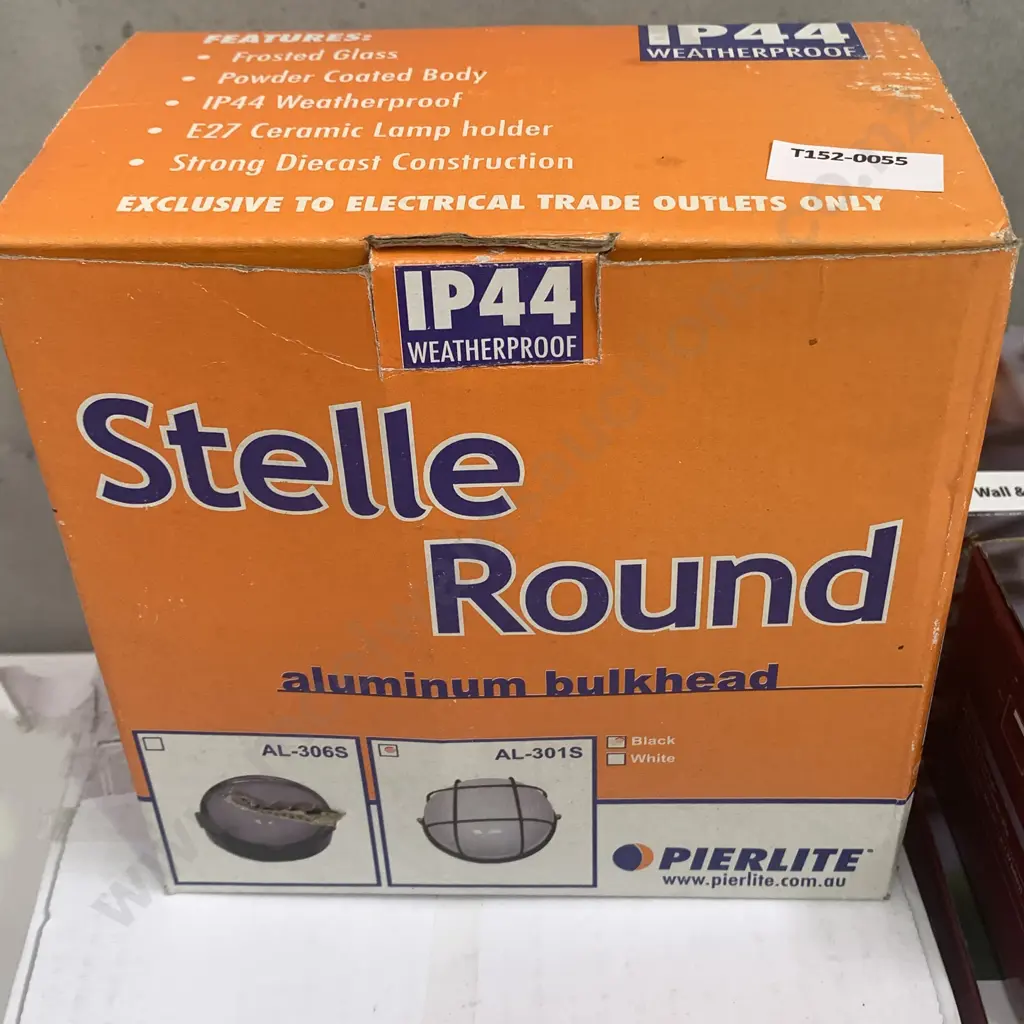 FEATURES:
• Frosted Glass
• Powder Coated Body
• IP44 Weatherproof
• E27 Ceramic Lamp holder
• Strong Diecast Construction
EXCLUSIVE TO ELECTRICAL TRADE OUTLETS ONLY
IP44
WEATHERPROOF
T152-0055
IP44
WEATHERPROOF
Stelle
Round
aluminum bulkhead
AL-306S
AL-301S
Black
White
PIERLITE™
www.pierlite.com.au
Wall &